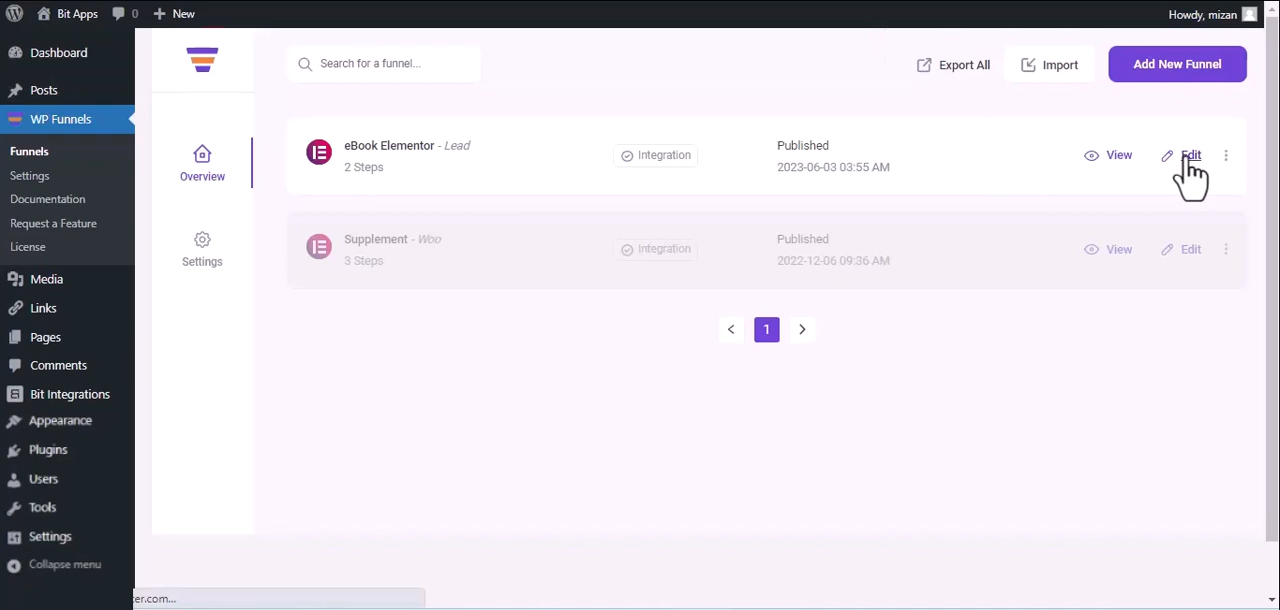 Bit Apps 0 New Howdy, mizan
Dashboard
Posts
WP Funnels
Funnels
Settings
Documentation
Request a Feature
License
Media
Links
Pages
Comments
Bit Integrations
Appearance
Plugins
Users
Tools
Settings
Collapse menu
Overview
Settings
Search for a funnel...
Export All
Import
Add New Funnel
eBook Elementor - Lead
2 Steps
Integration
Published
2023-06-03 03:55 AM
View
Edit
Supplement - Woo
3 Steps
Integration
Published
2022-12-06 09:36 AM
View
Edit
< 1 >
er.com...